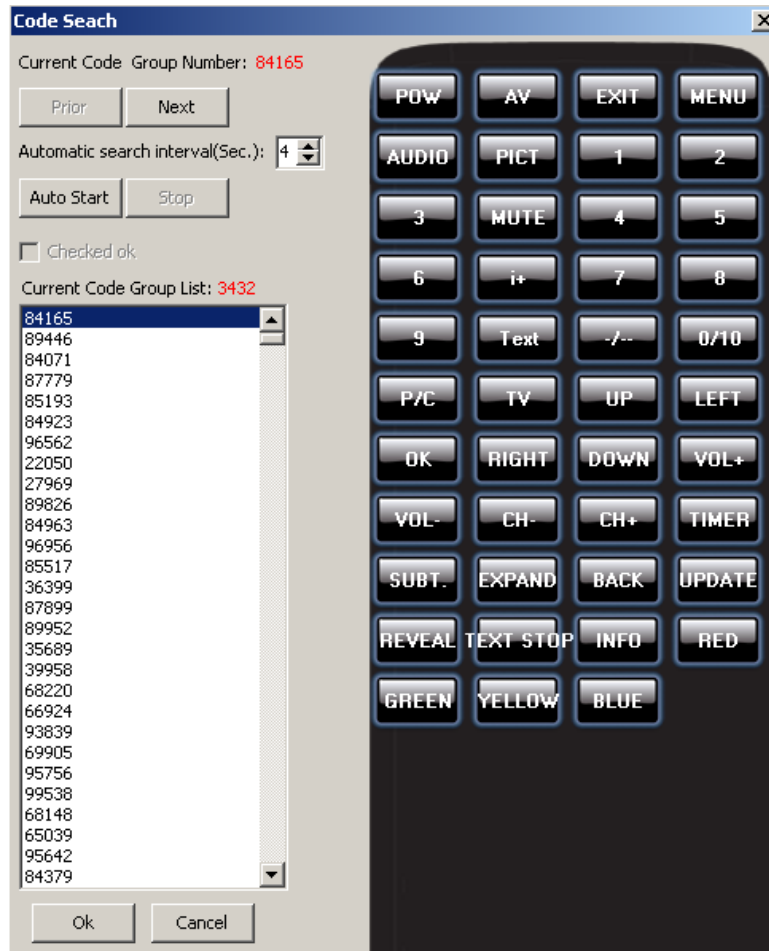 Code Seach
Current Code Group Number: 84165
Prior Next
Automatic search interval(Sec.): 4
Auto Start Stop
Checked ok
Current Code Group List: 3432
84165
89446
84071
87779
85193
84923
96562
22050
27969
89826
84963
96956
85517
36399
87899
89952
35689
39958
68220
66924
93839
69905
95756
99538
68148
65039
95642
84379
Ok Cancel
POW AV EXIT MENU
AUDIO PICT 1 2
3 MUTE 4 5
6 i+ 7 8
9 Text -/-- 0/10
P/C TV UP LEFT
OK RIGHT DOWN VOL+
VOL- CH- CH+ TIMER
SUBT. EXPAND BACK UPDATE
REVEAL TEXT STOP INFO RED
GREEN YELLOW BLUE